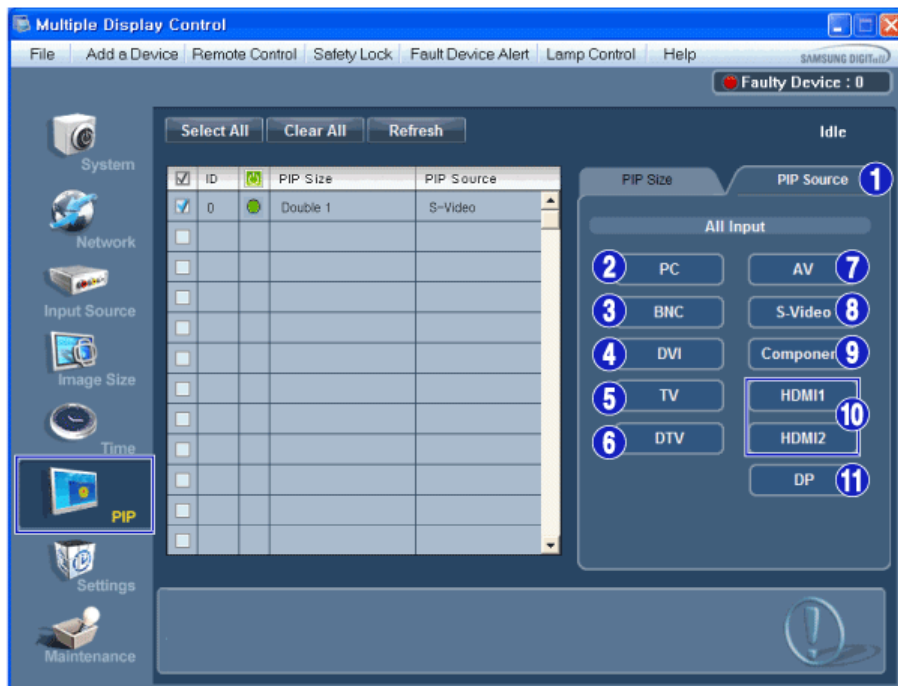 Multiple Display Control
File Add a Device Remote Control Safety Lock Fault Device Alert Lamp Control Help SAMSUNG DIGITall
Faulty Device : 0
Select All Clear All Refresh Idle
System
Network
Input Source
Image Size
Time
PIP
Settings
Maintenance
ID PIP Size PIP Source
0 Double 1 S-Video
PIP Size PIP Source 1
All Input
2 PC AV 7
3 BNC S-Video 8
4 DVI Componen 9
5 TV HDMI1
10
6 DTV HDMI2
DP 11